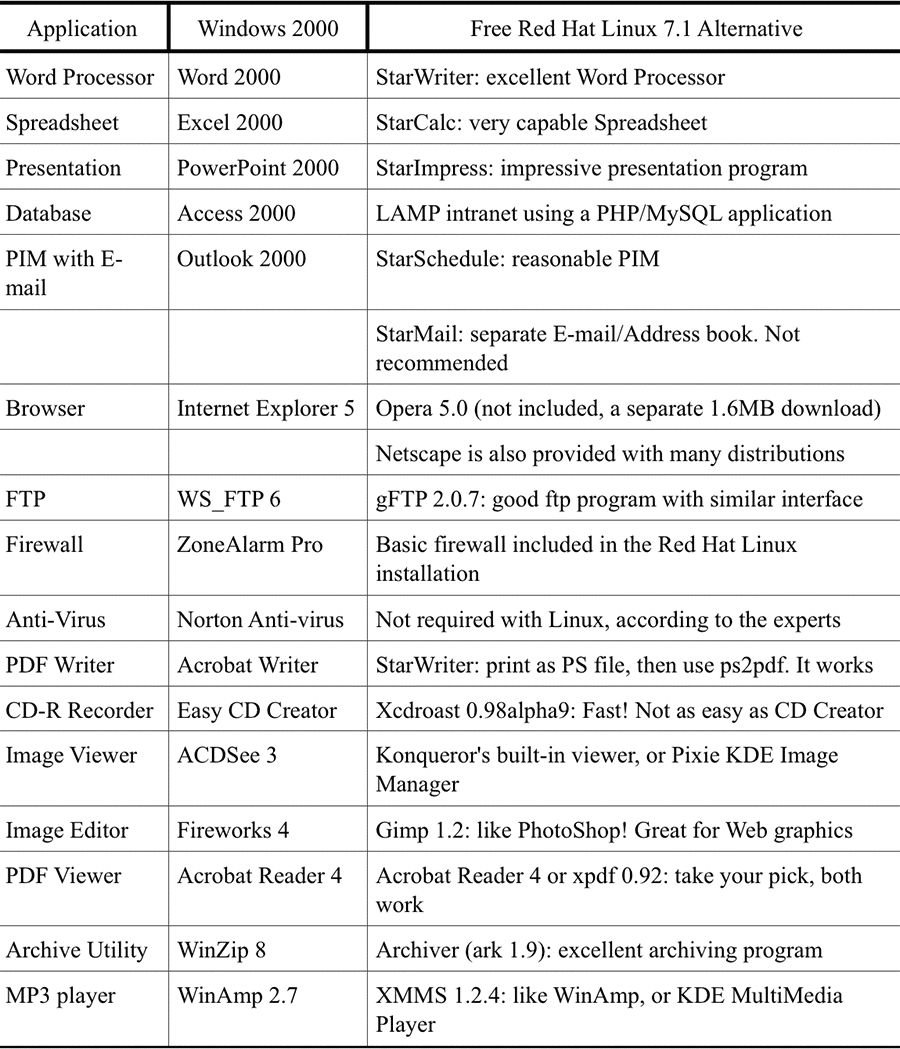 Application Windows 2000 Free Red Hat Linux 7.1 Alternative
Word Processor Word 2000 StarWriter: excellent Word Processor
Spreadsheet Excel 2000 StarCalc: very capable Spreadsheet
Presentation PowerPoint 2000 StarImpress: impressive presentation program
Database Access 2000 LAMP intranet using a PHP/MySQL application
PIM with E- Outlook 2000 StarSchedule: reasonable PIM
mail
StarMail: separate E-mail/Address book. Not
recommended
Browser Internet Explorer 5 Opera 5.0 (not included, a separate 1.6MB download)
Netscape is also provided with many distributions
FTP WS_FTP 6 gFTP 2.0.7: good ftp program with similar interface
Firewall ZoneAlarm Pro Basic firewall included in the Red Hat Linux
installation
Anti-Virus Norton Anti-virus Not required with Linux, according to the experts
PDF Writer Acrobat Writer StarWriter: print as PS file, then use ps2pdf. It works
CD-R Recorder Easy CD Creator Xcdroast 0.98alpha9: Fast! Not as easy as CD Creator
Image Viewer ACDSee 3 Konqueror's built-in viewer, or Pixie KDE Image
Manager
Image Editor Fireworks 4 Gimp 1.2: like PhotoShop! Great for Web graphics
PDF Viewer Acrobat Reader 4 Acrobat Reader 4 or xpdf 0.92: take your pick, both
work
Archive Utility WinZip 8 Archiver (ark 1.9): excellent archiving program
MP3 player WinAmp 2.7 XMMS 1.2.4: like WinAmp, or KDE MultiMedia
Player